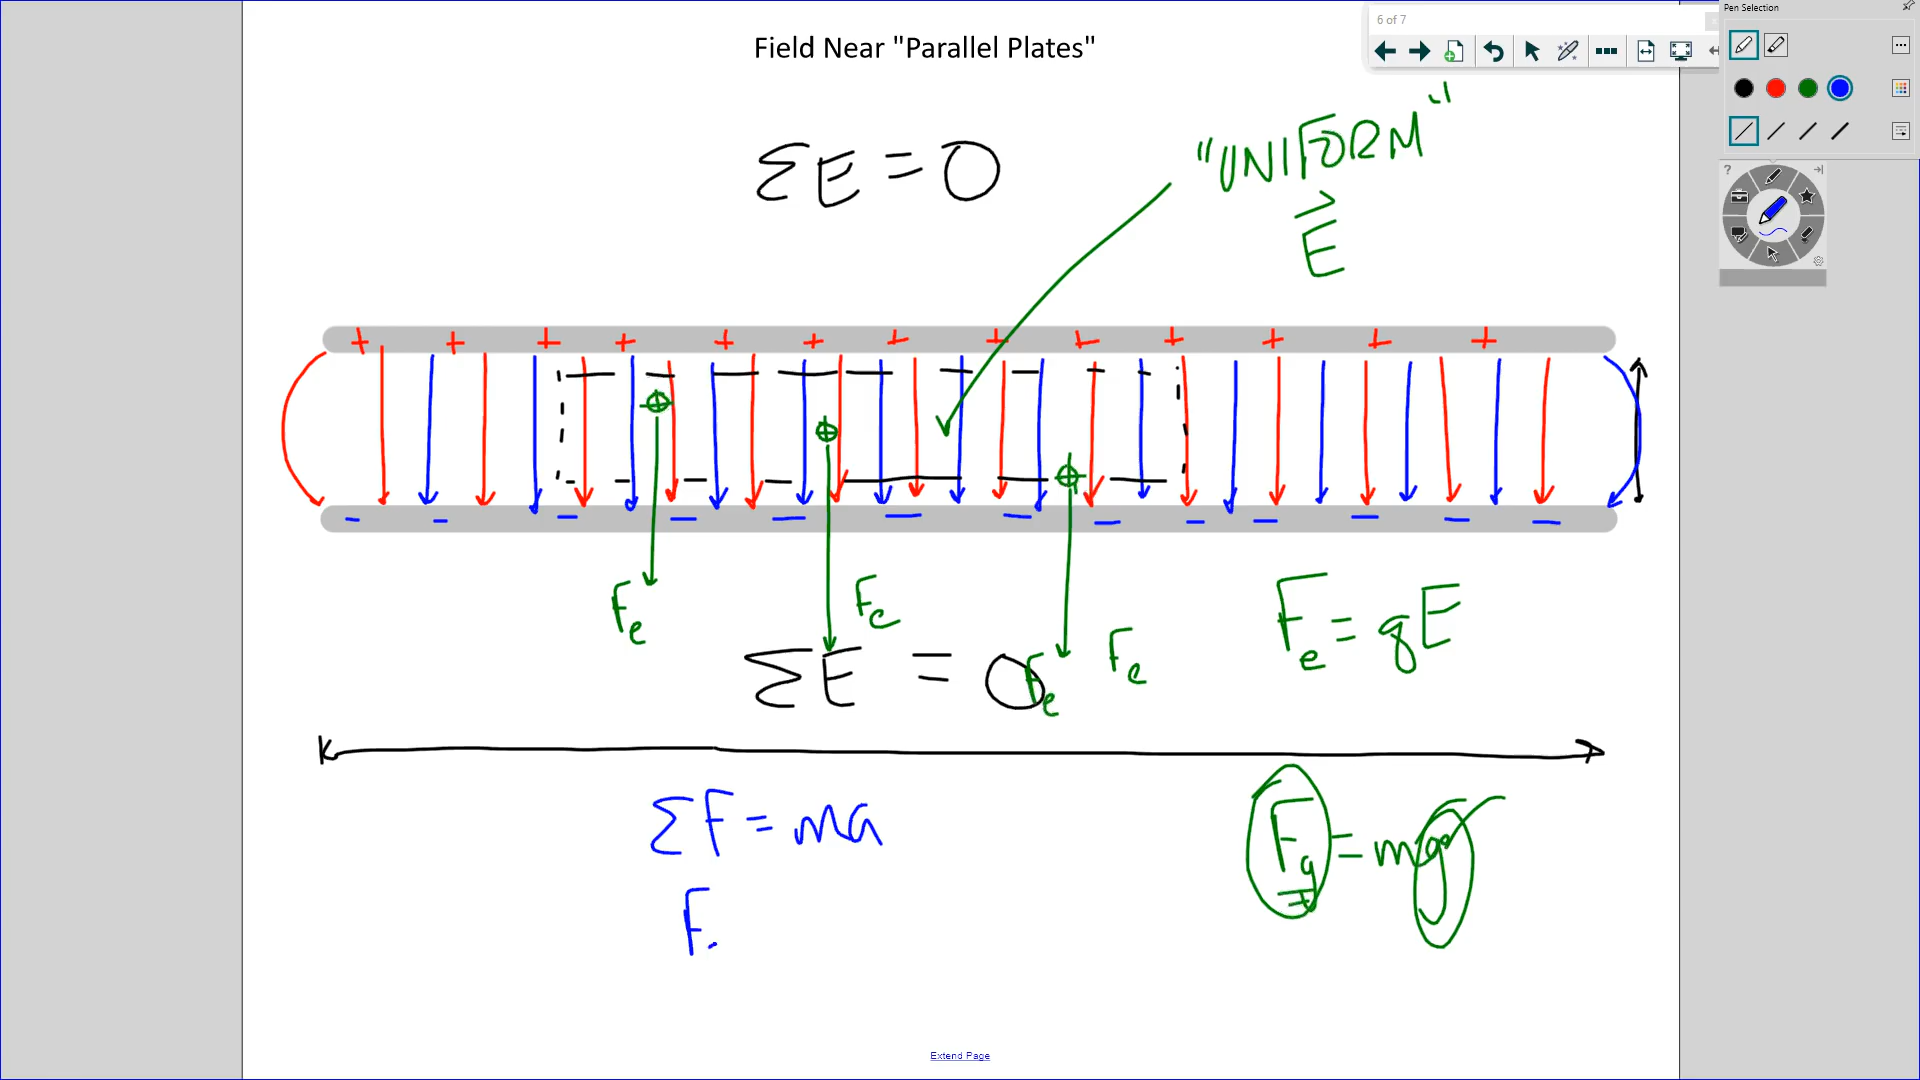 6 of 7
Pen Selection
Field Near "Parallel Plates"
ΣE = 0
"UNIFORM"
E
+ + + + + + + + + + + + +
- - - - - - - - - - - - -
Fe
Fe
Fe
Fe
Fe = qE
ΣE = 0
ΣF = ma
Fg = mg
F
Extend Page